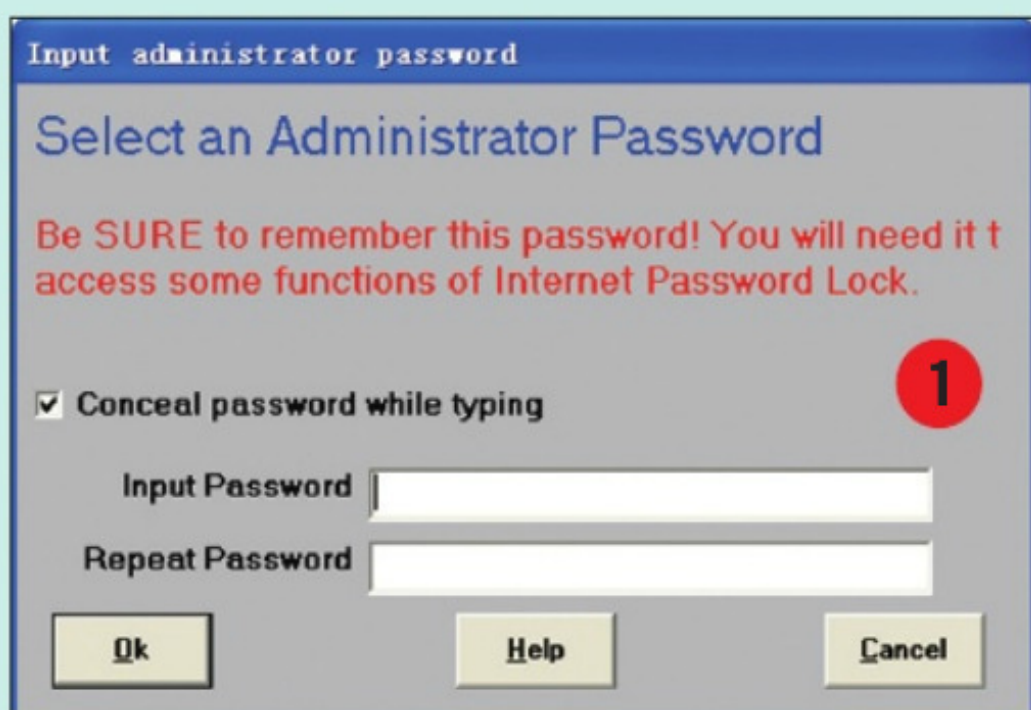 Input administrator password
Select an Administrator Password
Be SURE to remember this password! You will need it t
access some functions of Internet Password Lock.
1
Conceal password while typing
Input Password
Repeat Password
Ok Help Cancel